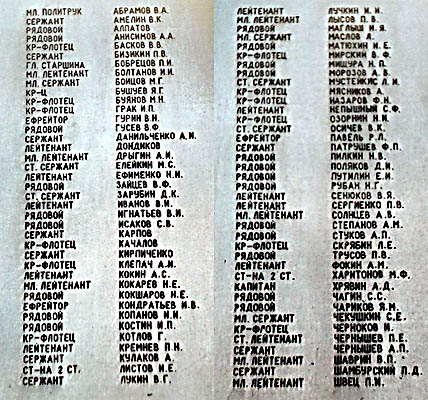 МЛ. ПОЛИТРУК АБРАМОВ В.А.
СЕРЖАНТ АМЕЛИН В.К.
РЯДОВОЙ АЛПАТОВ
РЯДОВОЙ АНИСИМОВ А.А.
КР-ФЛОТЕЦ БАСКОВ В.В.
СЕРЖАНТ БИЗИКИН П.В.
ГЛ. СТАРШИНА БОБРЕЦОВ П.И.
МЛ. ЛЕЙТЕНАНТ БОЛТАНОВ И.И.
МЛ. СЕРЖАНТ БОЙЦОВ М.Г.
КР-Ц БУШУЕВ Я.Г.
КР-ФЛОТЕЦ БУЯНОВ М.Н.
КР-ФЛОТЕЦ ГРАК И.П.
ЕФРЕЙТОР ГУРИН В.Н.
РЯДОВОЙ ГУСЕВ В.Ф.
СЕРЖАНТ ДАНИЛЬЧЕНКО А.И.
ЛЕЙТЕНАНТ ДОНДИКОВ
МЛ. ЛЕЙТЕНАНТ ДРЫГИН А.И.
СТ. СЕРЖАНТ ЕЛЕЙКИН М.С.
ЛЕЙТЕНАНТ ЕФИМЕНКО Н.И.
РЯДОВОЙ ЗАЙЦЕВ В.Ф.
СТ. СЕРЖАНТ ЗАРУБИН Д.К.
ЛЕЙТЕНАНТ ИВАНОВ В.И.
РЯДОВОЙ ИГНАТЬЕВ В.И.
РЯДОВОЙ ИСАКОВ С.В.
СЕРЖАНТ КАРПОВ
КР-ФЛОТЕЦ КАЧАЛОВ
СЕРЖАНТ КИРПИЧЕНКО
КР-ФЛОТЕЦ КЛЕПАЧ А.И.
ЛЕЙТЕНАНТ КОКИН А.С.
МЛ. ЛЕЙТЕНАНТ КОКАРЕВ Н.Е.
РЯДОВОЙ КОКШАРОВ Н.Е.
ЕФРЕЙТОР КОНДРАТЬЕВ И.В.
РЯДОВОЙ КОПАНОВ И.И.
РЯДОВОЙ КОСТИН И.П.
КР-ФЛОТЕЦ КОТЛОВ Г.
ЛЕЙТЕНАНТ КРЕМНЕВ П.Н.
СЕРЖАНТ КУЛАКОВ А.
СТ-НА 2 СТ. ЛИСТОВ И.Е.
СЕРЖАНТ ЛУКИН В.Г.
ЛЕЙТЕНАНТ ЛУЧКИН И.И.
МЛ. ЛЕЙТЕНАНТ ЛЫСОВ П.В.
РЯДОВОЙ МАГЛЫШ И.Я.
МЛ. СЕРЖАНТ МАСЛОВ А.
РЯДОВОЙ МАТЮХИН И.Е.
КР-ФЛОТЕЦ МИРСКИЙ В.Ф.
РЯДОВОЙ МИЩУРА Н.П.
РЯДОВОЙ МОРОЗОВ А.В.
СТ. СЕРЖАНТ МУСТЕЙКИС Л.И.
КР-ФЛОТЕЦ МЯСНИКОВ А.
КР-ФЛОТЕЦ НАЗАРОВ Ф.Н.
ЛЕЙТЕНАНТ НЕПЫШНЫЙ С.Ф.
КР-ФЛОТЕЦ ОЗОРНИН Н.И.
СТ. СЕРЖАНТ ОСИЧЕВ В.К.
ЕФРЕЙТОР ПАВЕЛЬ Р.Л.
СЕРЖАНТ ПАТРУШЕВ Ф.П.
РЯДОВОЙ ПИЛКИН Н.В.
РЯДОВОЙ ПОЛЯКОВ Д.И.
РЯДОВОЙ ПУТИЛИН Е.И.
РЯДОВОЙ РУБАН Н.Г.
ЛЕЙТЕНАНТ СЕНЮКОВ В.Я.
ЛЕЙТЕНАНТ СЕРГИЕНКО П.В.
МЛ. ЛЕЙТЕНАНТ СОЛНЦЕВ А.В.
РЯДОВОЙ СТЕПАНОВ А.М.
РЯДОВОЙ СТУКОВ А.П.
КР-ФЛОТЕЦ СКРЯБИН Л.Е.
РЯДОВОЙ ТРУСОВ П.В.
ЛЕЙТЕНАНТ ФОКИН А.М.
СТ-НА 2 СТ. ХАРИТОНОВ М.Ф.
КАПИТАН ХРЯВИН А.Д.
РЯДОВОЙ ЧАГИН С.С.
РЯДОВОЙ ЧАРИКОВ Я.М.
МЛ. СЕРЖАНТ ЧЕКУШКИН С.Е.
КР-ФЛОТЕЦ ЧЕРНОКОВ И.
СТ. ЛЕЙТЕНАНТ ЧЕРНЫШЕВ П.Е.
СЕРЖАНТ ЧЕРНЫШЕВ А.П.
МЛ. ЛЕЙТЕНАНТ ШАВРИН В.П.
СЕРЖАНТ ШАМБУРСКИЙ П.Д.
МЛ. ЛЕЙТЕНАНТ ШВЕЦ П.И.